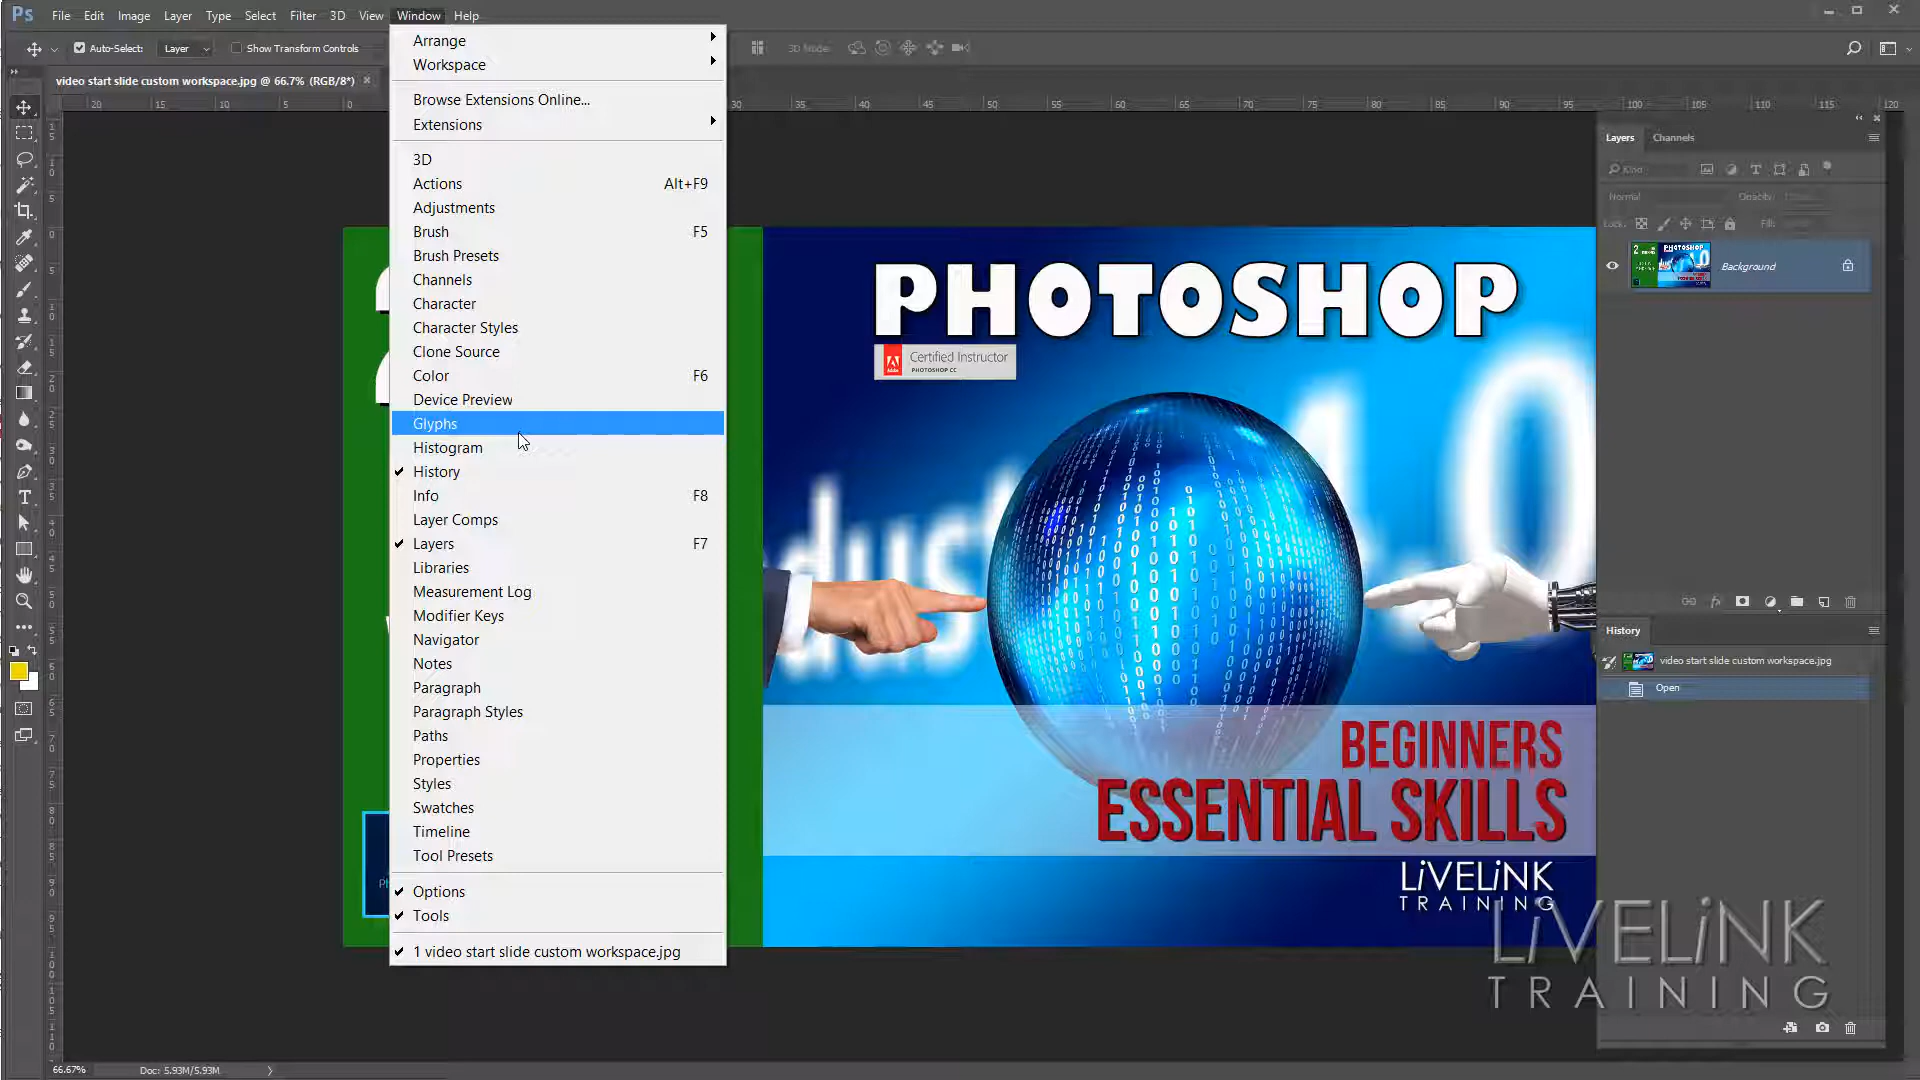 Ps File Edit Image Layer Type Select Filter 3D View Window Help
Auto-Select: Layer Show Transform Controls 3D Mode:
video start slide custom workspace.jpg @ 66.7% (RGB/8*)
20 15 10 5 0 30 35 40 45 50 55 60 65 70 75 80 85 90 95 100 105 110 115 120
Arrange
Workspace
Browse Extensions Online...
Extensions
3D
Actions Alt+F9
Adjustments
Brush F5
Brush Presets
Channels
Character
Character Styles
Clone Source
Color F6
Device Preview
Glyphs
Histogram
History
Info F8
Layer Comps
Layers F7
Libraries
Measurement Log
Modifier Keys
Navigator
Notes
Paragraph
Paragraph Styles
Paths
Properties
Styles
Swatches
Timeline
Tool Presets
Options
Tools
1 video start slide custom workspace.jpg
PHOTOSHOP
Certified Instructor
PHOTOSHOP CC
BEGINNERS
ESSENTIAL SKILLS
LiVELiNK
TRAINING
Layers Channels
Kind
Normal Opacity:
Lock: Fill:
Background
History
video start slide custom workspace.jpg
Open
LiVELiNK
TRAINING
66.67% Doc: 5.93M/5.93M